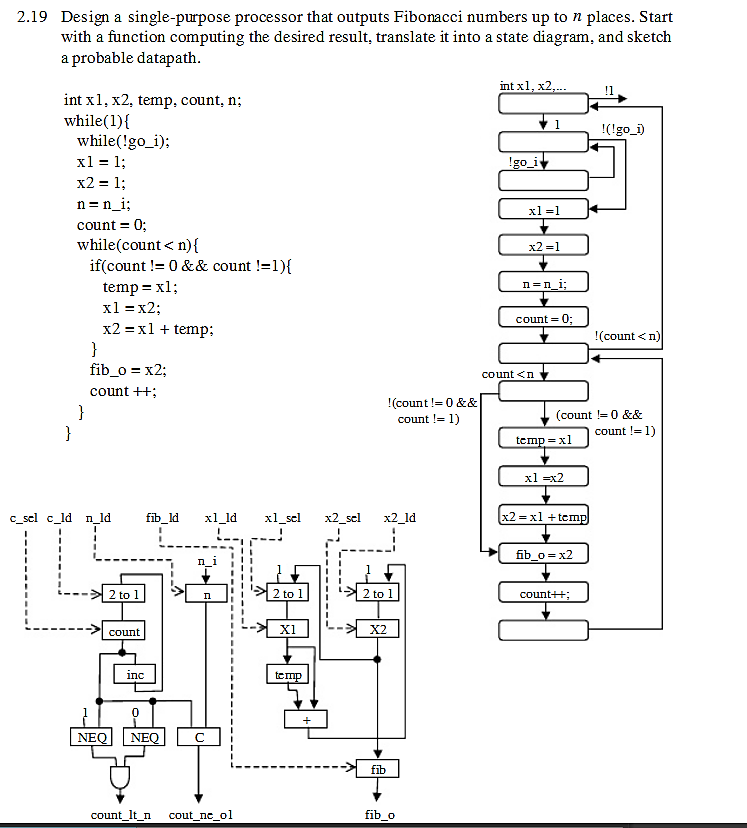 2.19 Design a single-purpose processor that outputs Fibonacci numbers up to n places. Start
with a function computing the desired result, translate it into a state diagram, and sketch
a probable datapath.
int x1, x2, temp, count, n;
while(1){
while(!go_i);
x1 = 1;
x2 = 1;
n = n_i;
count = 0;
while(count < n){
if(count != 0 && count !=1){
temp = x1;
x1 = x2;
x2 = x1 + temp;
}
fib_o = x2;
count ++;
}
}
int x1, x2,...
!1
1
!(!go_i)
!go_i
x1 =1
x2 =1
n = n_i;
count = 0;
!(count < n)
count < n
!(count != 0 &&
count != 1)
(count != 0 &&
count != 1)
temp = x1
x1 =x2
x2 = x1 + temp
fib_o = x2
count++;
c_sel c_ld n_ld fib_ld x1_ld x1_sel x2_sel x2_ld
n_i 1 1
2 to 1 n 2 to 1 2 to 1
count X1 X2
inc temp
1 0 +
NEQ NEQ C
fib
count_lt_n cout_ne_o1 fib_o